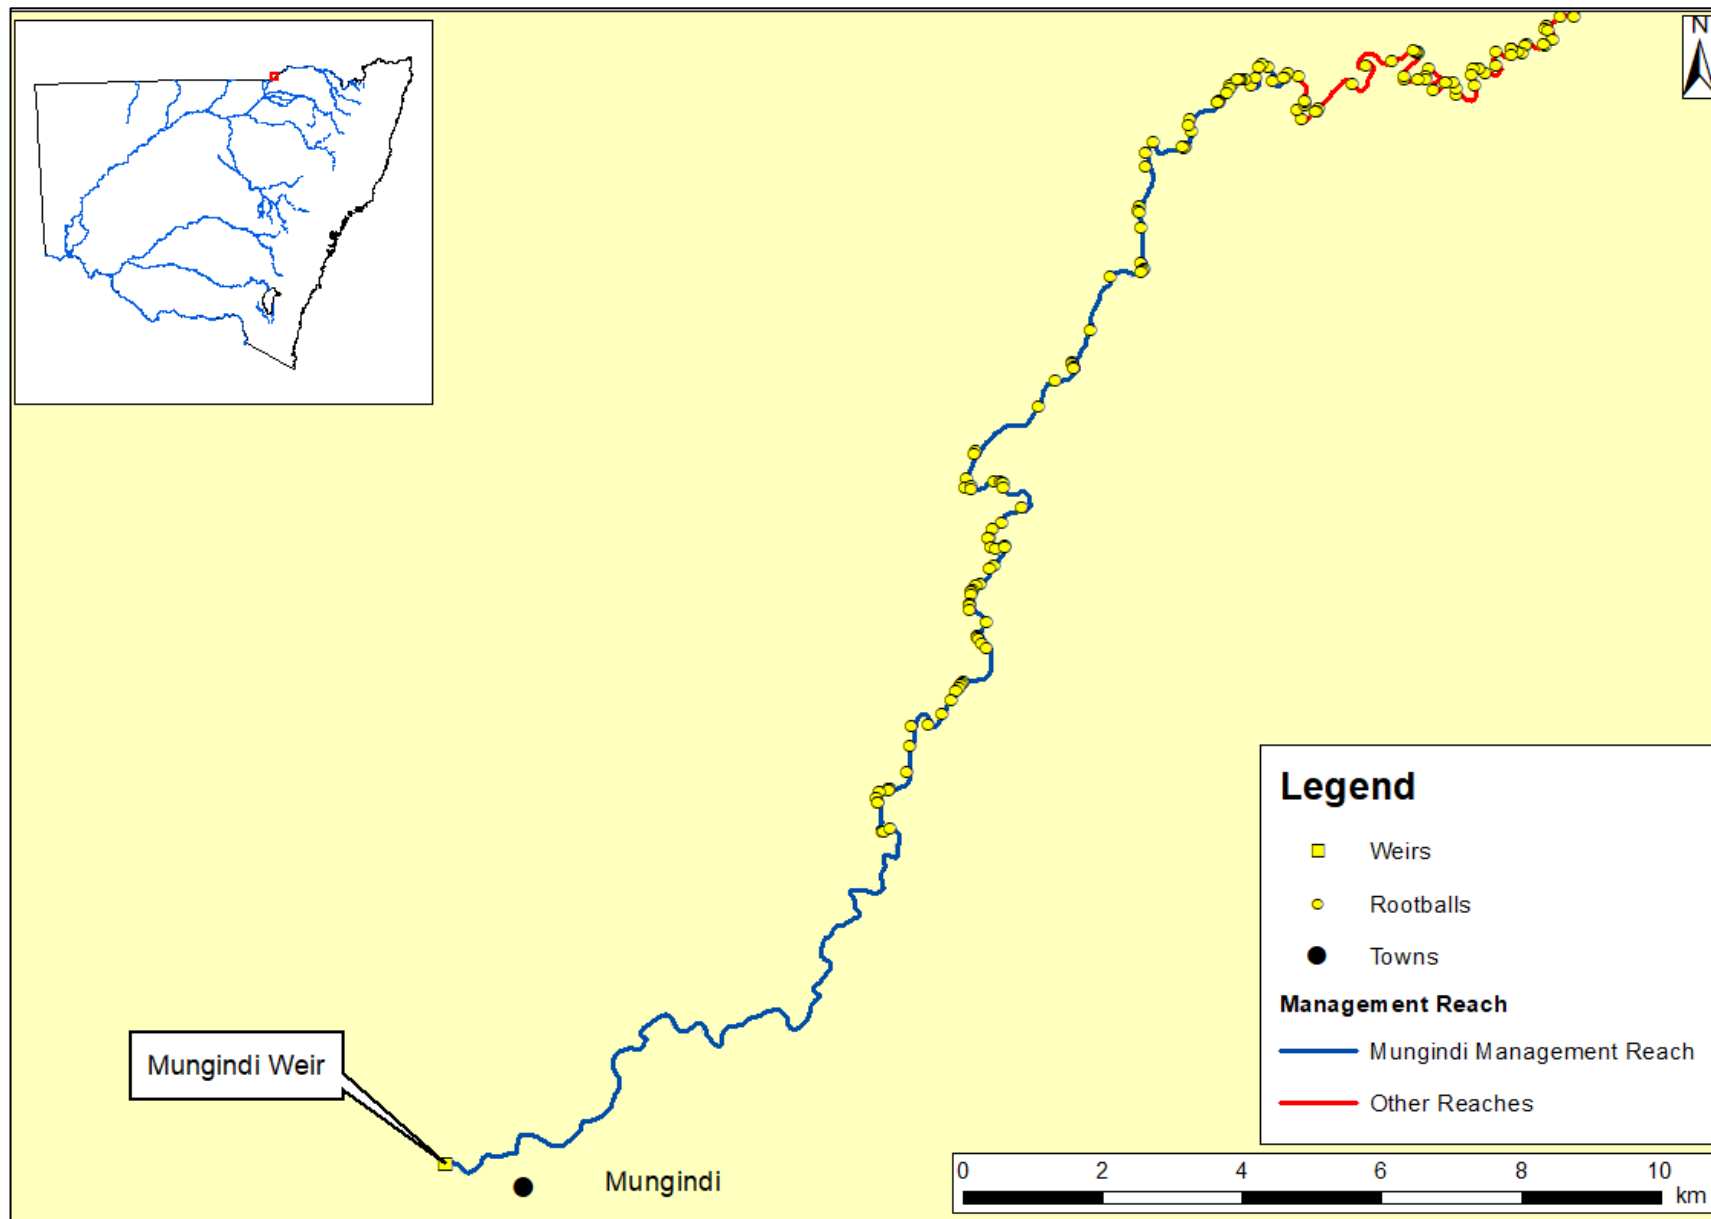 N
Legend
Weirs
Rootballs
Towns
Management Reach
Mungindi Management Reach
Other Reaches
Mungindi Weir
Mungindi
0 2 4 6 8 10
km